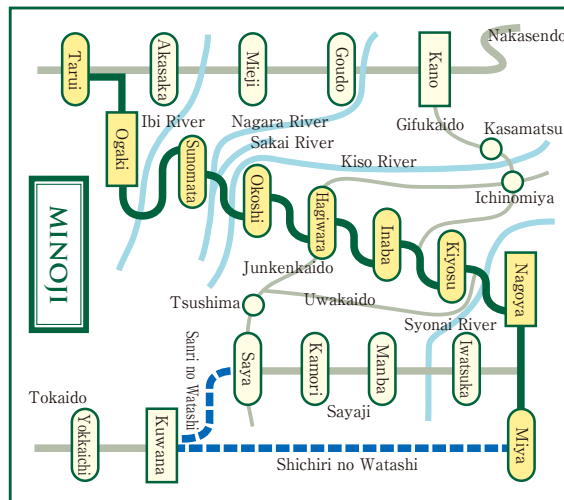 Nakasendo
Tarui
Akasaka
Mieji
Goudo
Kano
Ogaki
Ibi River
Nagara River
Gifukaido
Kasamatsu
Sakai River
Kiso River
Sunomata
Okoshi
Hagiwara
Ichinomiya
Inaba
Kiyosu
Nagoya
MINOJI
Junkenkaido
Tsushima
Uwakaido
Syonai River
Sanri no Watashi
Saya
Kamori
Manba
Iwatsuka
Sayaji
Tokaido
Yokkaichi
Kuwana
Shichiri no Watashi
Miya